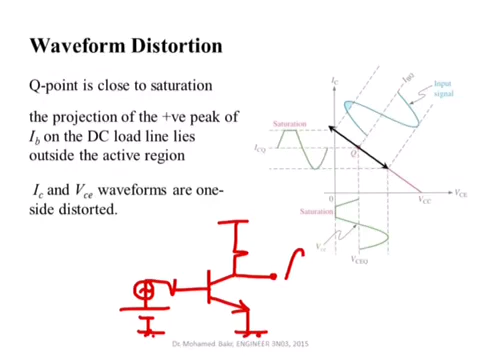 Waveform Distortion
Q-point is close to saturation
the projection of the +ve peak of
I_b on the DC load line lies
outside the active region
I_c and V_ce waveforms are one-
side distorted.
I_C
I_BQ
Input
signal
Saturation
I_CQ
Q
0
V_CC
V_CE
Saturation
V_ce
V_CEQ
Dr. Mohamed Bakr, ENGINEER 3N03, 2015